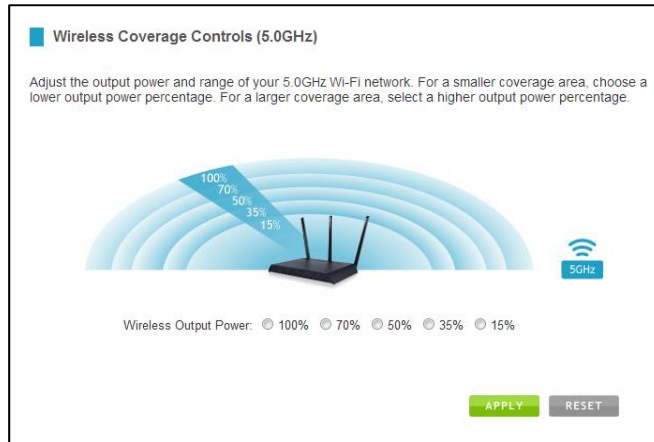 Wireless Coverage Controls (5.0GHz)
Adjust the output power and range of your 5.0GHz Wi-Fi network. For a smaller coverage area, choose a
lower output power percentage. For a larger coverage area, select a higher output power percentage.
100%
70%
50%
35%
15%
5GHz
Wireless Output Power: 100% 70% 50% 35% 15%
APPLY RESET